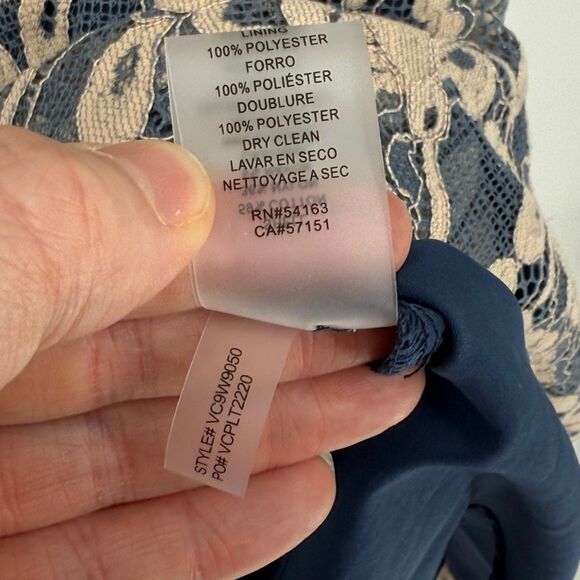 LINING
100% POLYESTER
FORRO
100% POLIÉSTER
DOUBLURE
100% POLYESTER
DRY CLEAN
LAVAR EN SECO
NETTOYAGE A SEC
RN#54163
CA#57151
STYLE# VC9W9050
PO# VCPLT2220